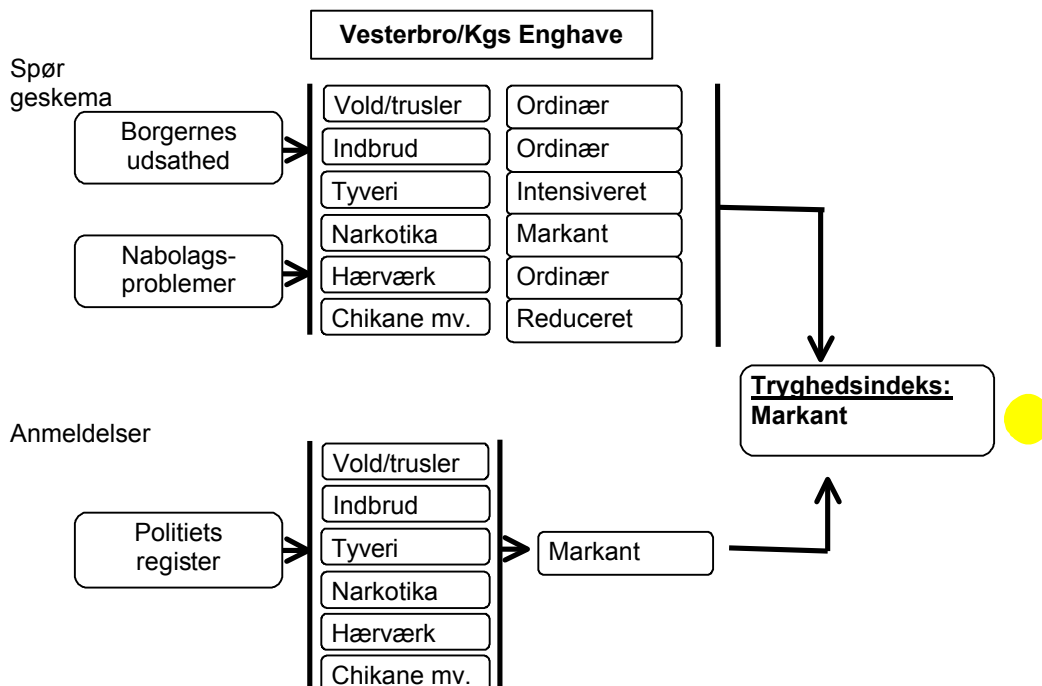 Vesterbro/Kgs Enghave
Spør
geskema
Borgernes
udsathed
Nabolags-
problemer
Vold/trusler Ordinær
Indbrud Ordinær
Tyveri Intensiveret
Narkotika Markant
Hærværk Ordinær
Chikane mv. Reduceret
Tryghedsindeks:
Markant
Anmeldelser
Politiets
register
Vold/trusler
Indbrud
Tyveri
Narkotika
Hærværk
Chikane mv.
Markant